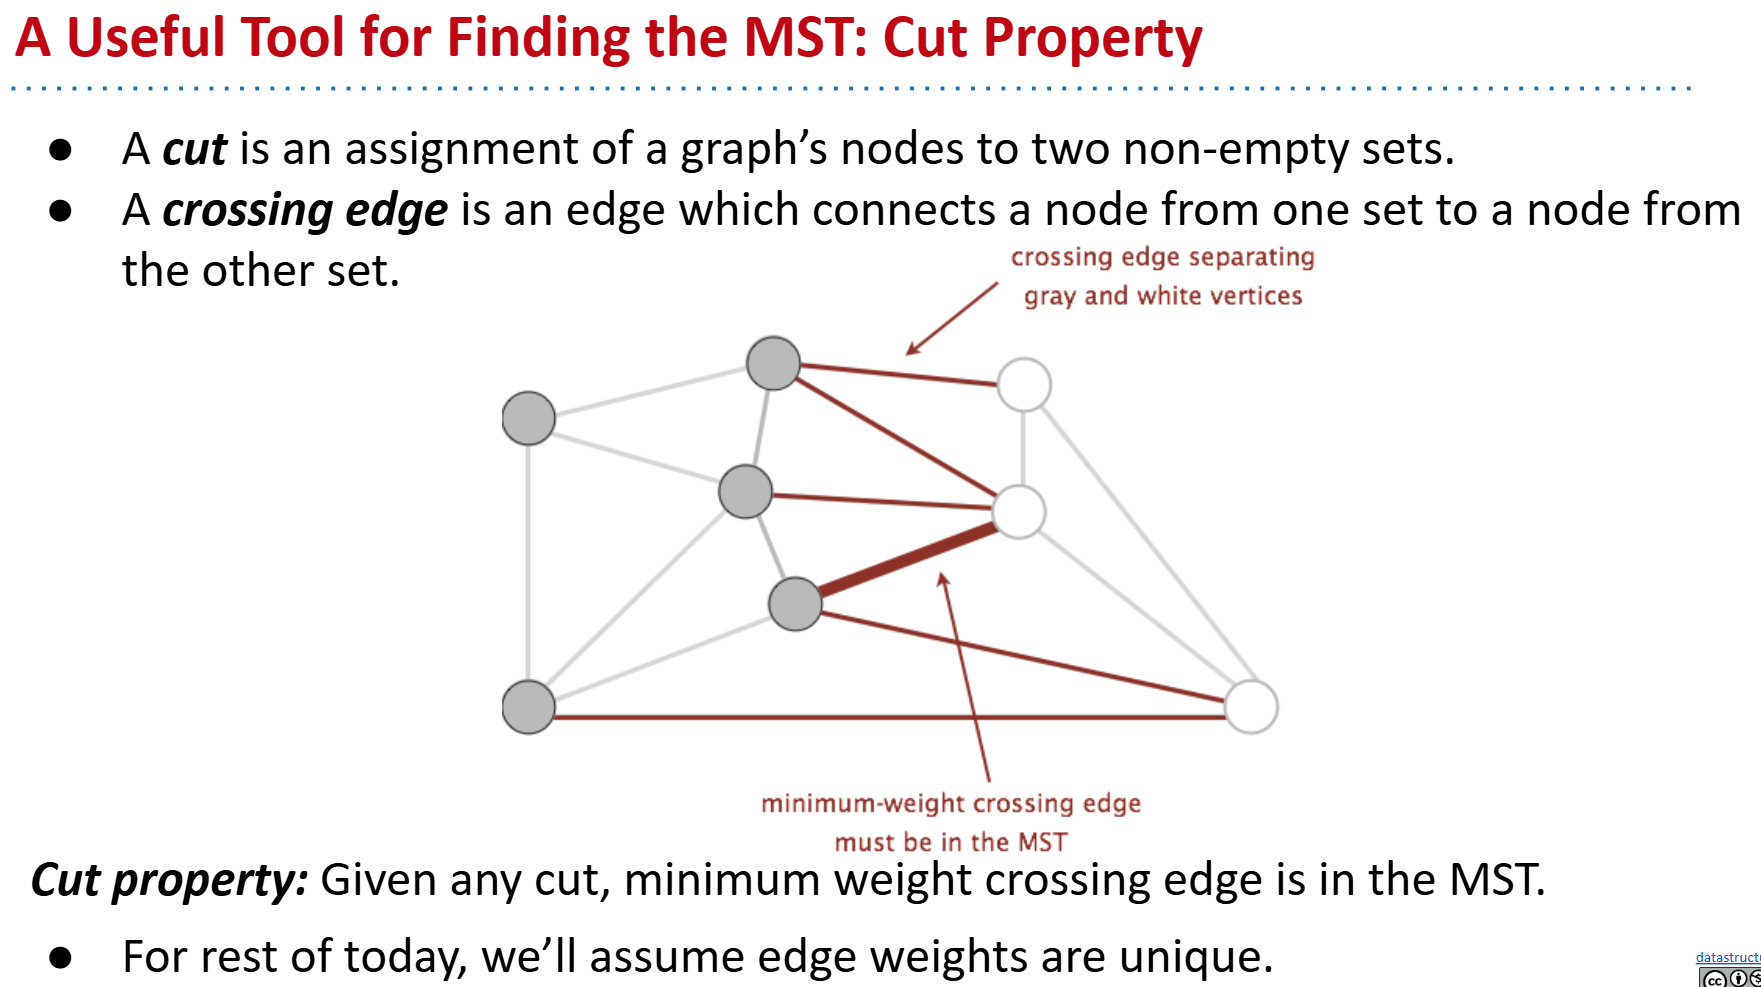 A Useful Tool for Finding the MST: Cut Property
● A cut is an assignment of a graph’s nodes to two non-empty sets.
● A crossing edge is an edge which connects a node from one set to a node from
the other set.
crossing edge separating
gray and white vertices
minimum-weight crossing edge
must be in the MST
Cut property: Given any cut, minimum weight crossing edge is in the MST.
● For rest of today, we’ll assume edge weights are unique.
datastructu
cc